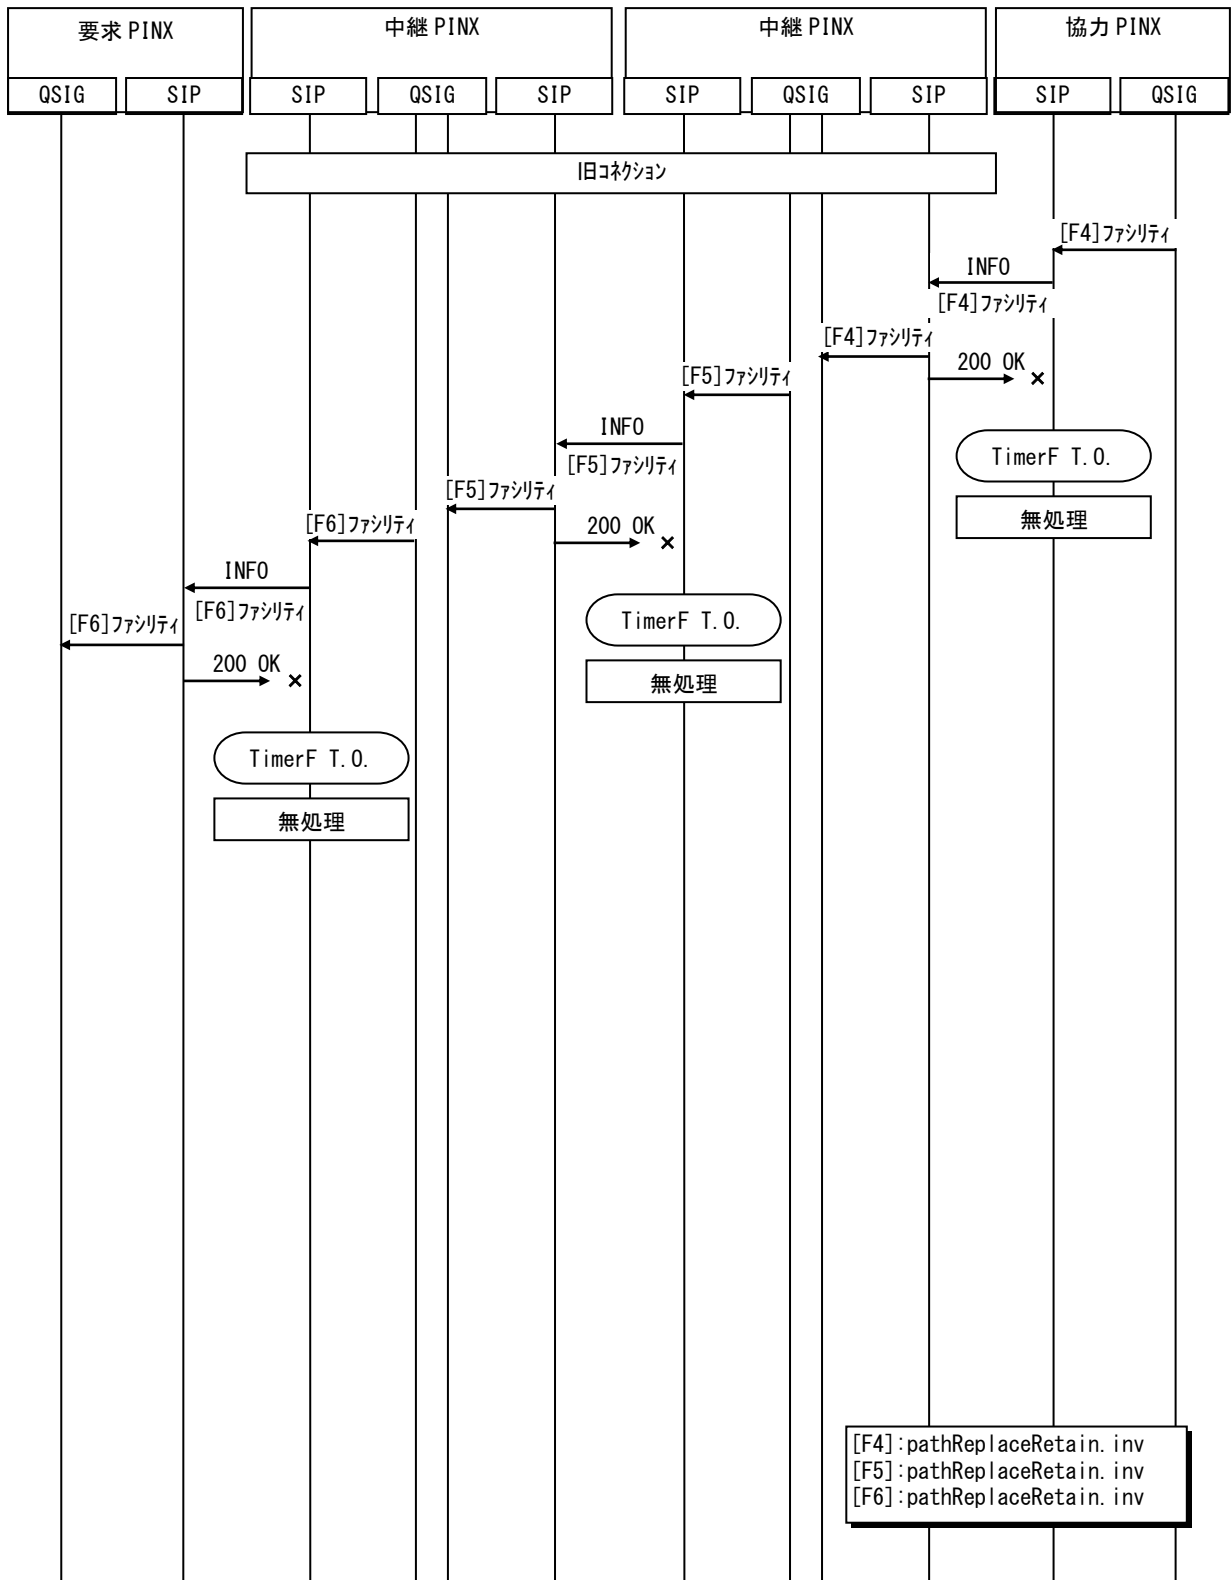 要求 PINX
中継 PINX
中継 PINX
協力 PINX
QSIG
SIP
SIP
QSIG
SIP
SIP
QSIG
SIP
SIP
QSIG
旧ｺﾈｸｼｮﾝ
[F4]ﾌｧｼﾘﾃｨ
INFO
[F4]ﾌｧｼﾘﾃｨ
[F4]ﾌｧｼﾘﾃｨ
200 OK ×
[F5]ﾌｧｼﾘﾃｨ
INFO
[F5]ﾌｧｼﾘﾃｨ
TimerF T.O.
無処理
[F5]ﾌｧｼﾘﾃｨ
200 OK ×
[F6]ﾌｧｼﾘﾃｨ
INFO
[F6]ﾌｧｼﾘﾃｨ
TimerF T.O.
無処理
[F6]ﾌｧｼﾘﾃｨ
200 OK ×
TimerF T.O.
無処理
[F4]:pathReplaceRetain.inv
[F5]:pathReplaceRetain.inv
[F6]:pathReplaceRetain.inv